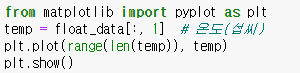 from matplotlib import pyplot as plt
temp = float_data[:, 1]  # 온도(섭씨)
plt.plot(range(len(temp)), temp)
plt.show()